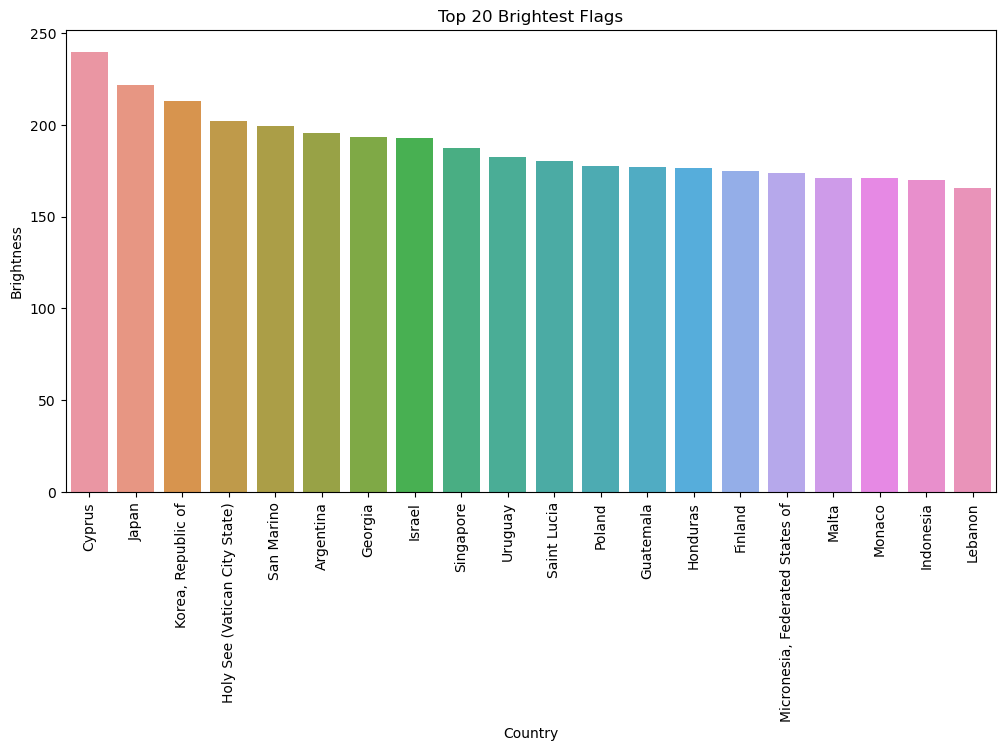 Top 20 Brightest Flags
250
200
150
100
50
0
Brightness
Cyprus
Japan
Korea, Republic of
Holy See (Vatican City State)
San Marino
Argentina
Georgia
Israel
Singapore
Uruguay
Saint Lucia
Poland
Guatemala
Honduras
Finland
Micronesia, Federated States of
Malta
Monaco
Indonesia
Lebanon
Country